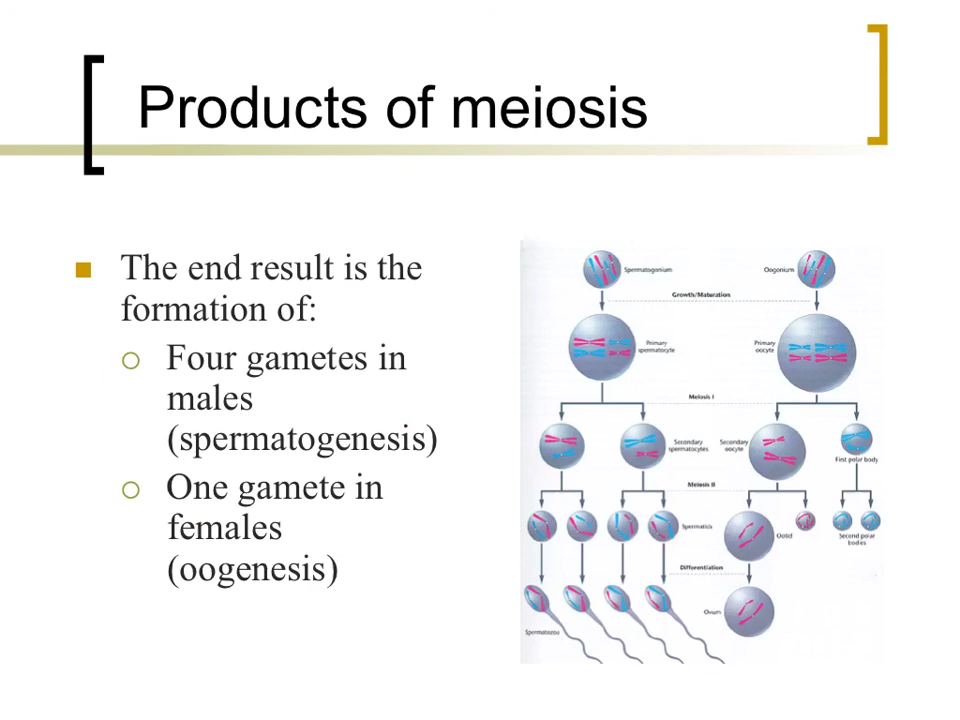 Products of meiosis
The end result is the
formation of:
Four gametes in
males
(spermatogenesis)
One gamete in
females
(oogenesis)
Spermatogonium
Oogonium
Growth/Maturation
Primary
spermatocyte
Primary
oocyte
Meiosis I
Secondary
spermatocytes
Secondary
oocyte
First polar body
Meiosis II
Spermatids
Ootid
Second polar
bodies
Differentiation
Ovum
Spermatozoa